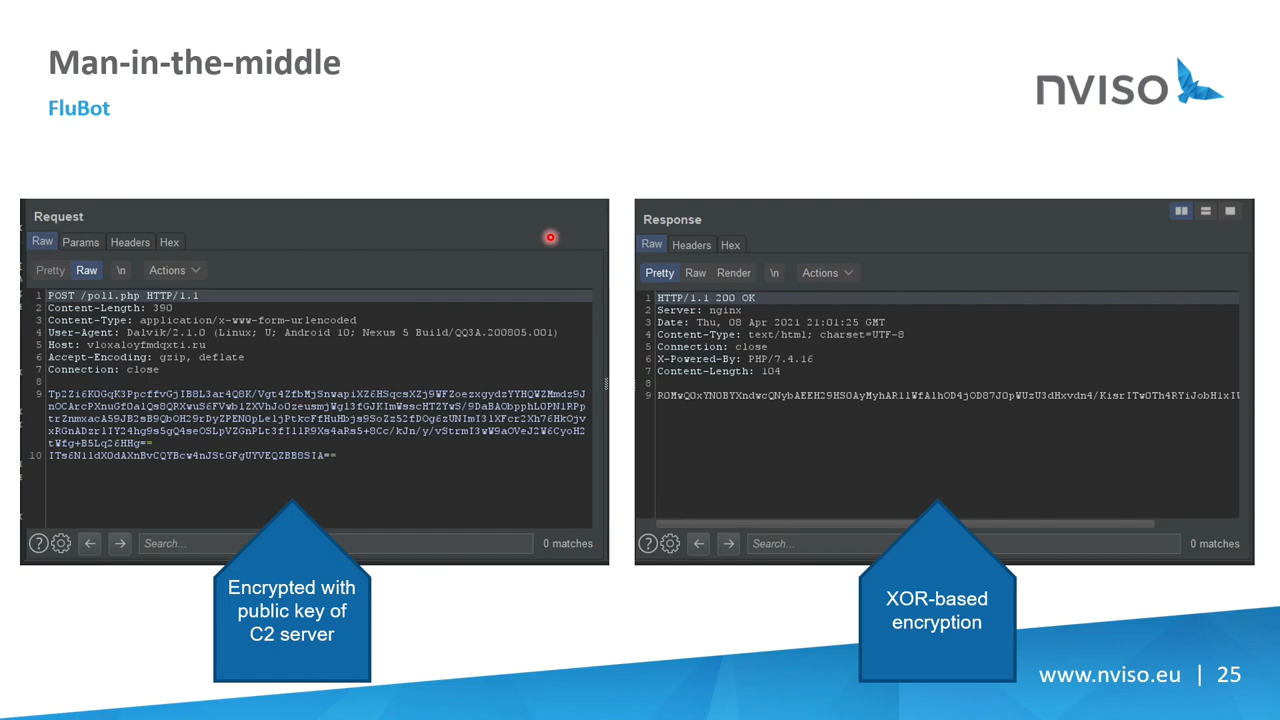 Man-in-the-middle
FluBot
nviso
Request
Raw Params Headers Hex
Pretty Raw \n Actions
1 POST /poll.php HTTP/1.1
2 Content-Length: 390
3 Content-Type: application/x-www-form-urlencoded
4 User-Agent: Dalvik/2.1.0 (Linux; U; Android 10; Nexus 5 Build/QQ3A.200805.001)
5 Host: vloxaloyfmdqxti.ru
6 Accept-Encoding: gzip, deflate
7 Connection: close
8
9
10
Search...
0 matches
Response
Raw Headers Hex
Pretty Raw Render \n Actions
1 HTTP/1.1 200 OK
2 Server: nginx
3 Date: Thu, 08 Apr 2021 21:01:25 GMT
4 Content-Type: text/html; charset=UTF-8
5 Connection: close
6 X-Powered-By: PHP/7.4.16
7 Content-Length: 104
8
9
Search...
0 matches
Encrypted with
public key of
C2 server
XOR-based
encryption
www.nviso.eu | 25